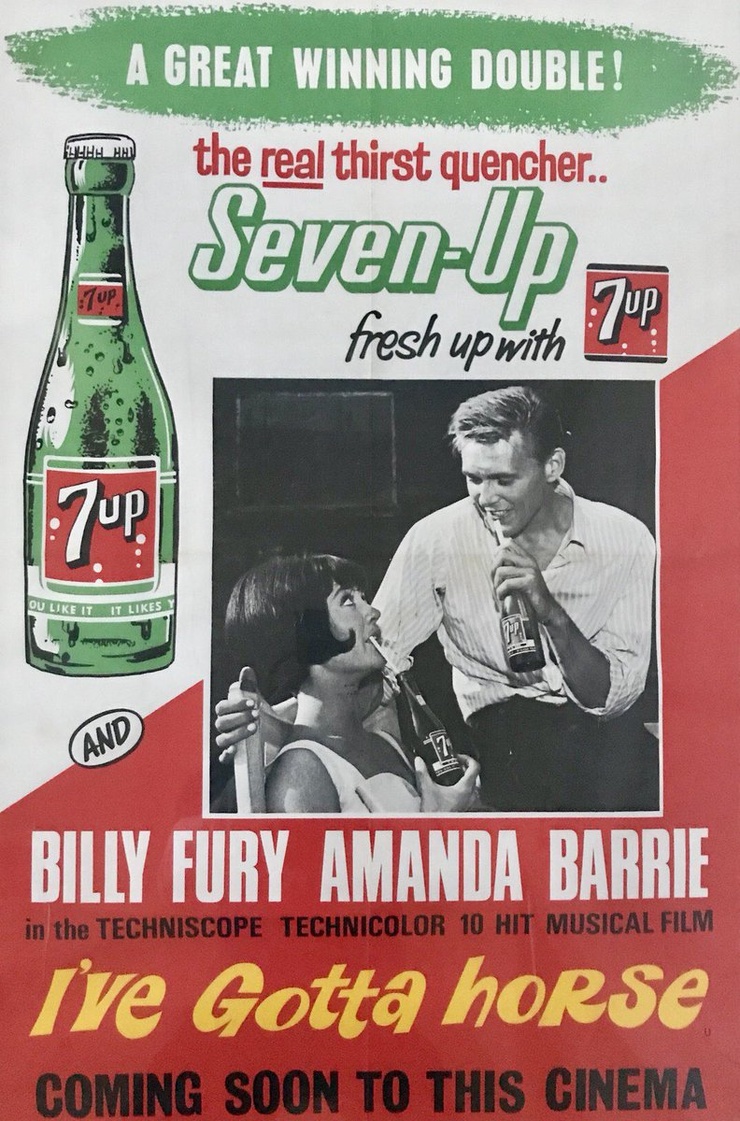 A GREAT WINNING DOUBLE!
the real thirst quencher..
Seven-Up
fresh up with
7up
7up
7up
OU LIKE IT IT LIKES Y
7up
7
AND
BILLY FURY AMANDA BARRIE
in the TECHNISCOPE TECHNICOLOR 10 HIT MUSICAL FILM
I've Gotta horse
U
COMING SOON TO THIS CINEMA